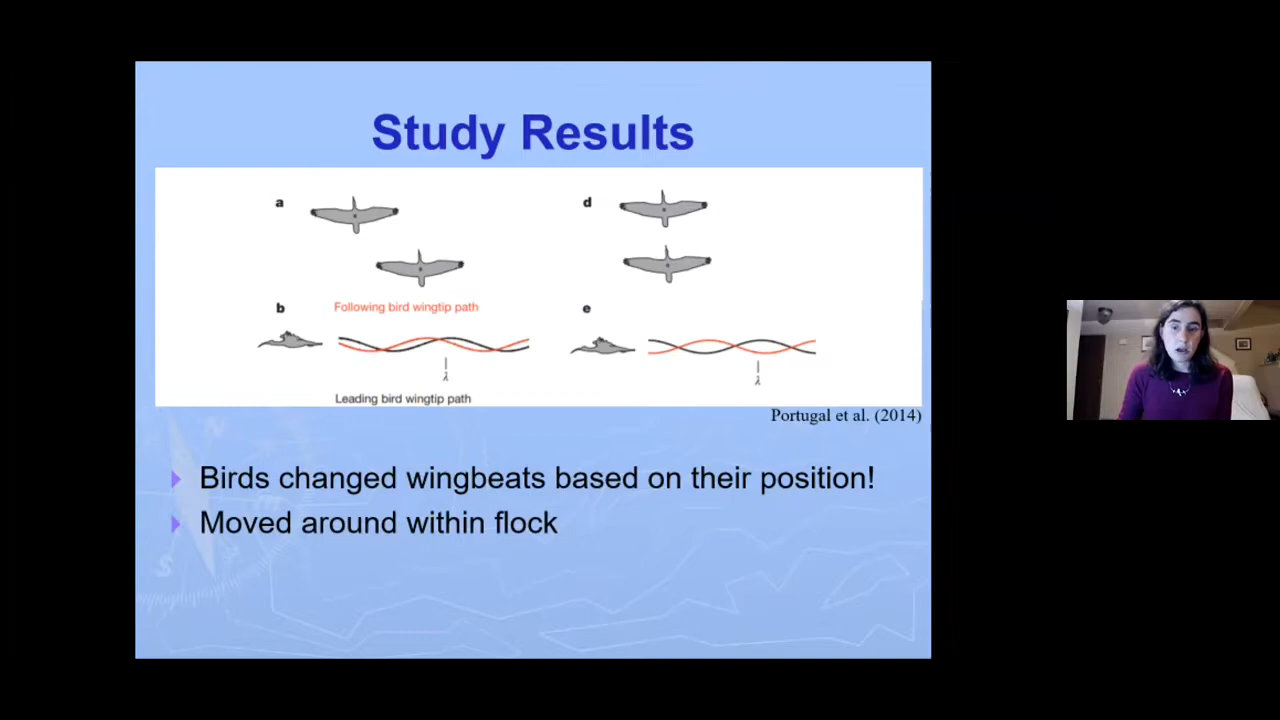 Study Results
a
d
b
Following bird wingtip path
e
λ
λ
Leading bird wingtip path
Portugal et al. (2014)
Birds changed wingbeats based on their position!
Moved around within flock
S